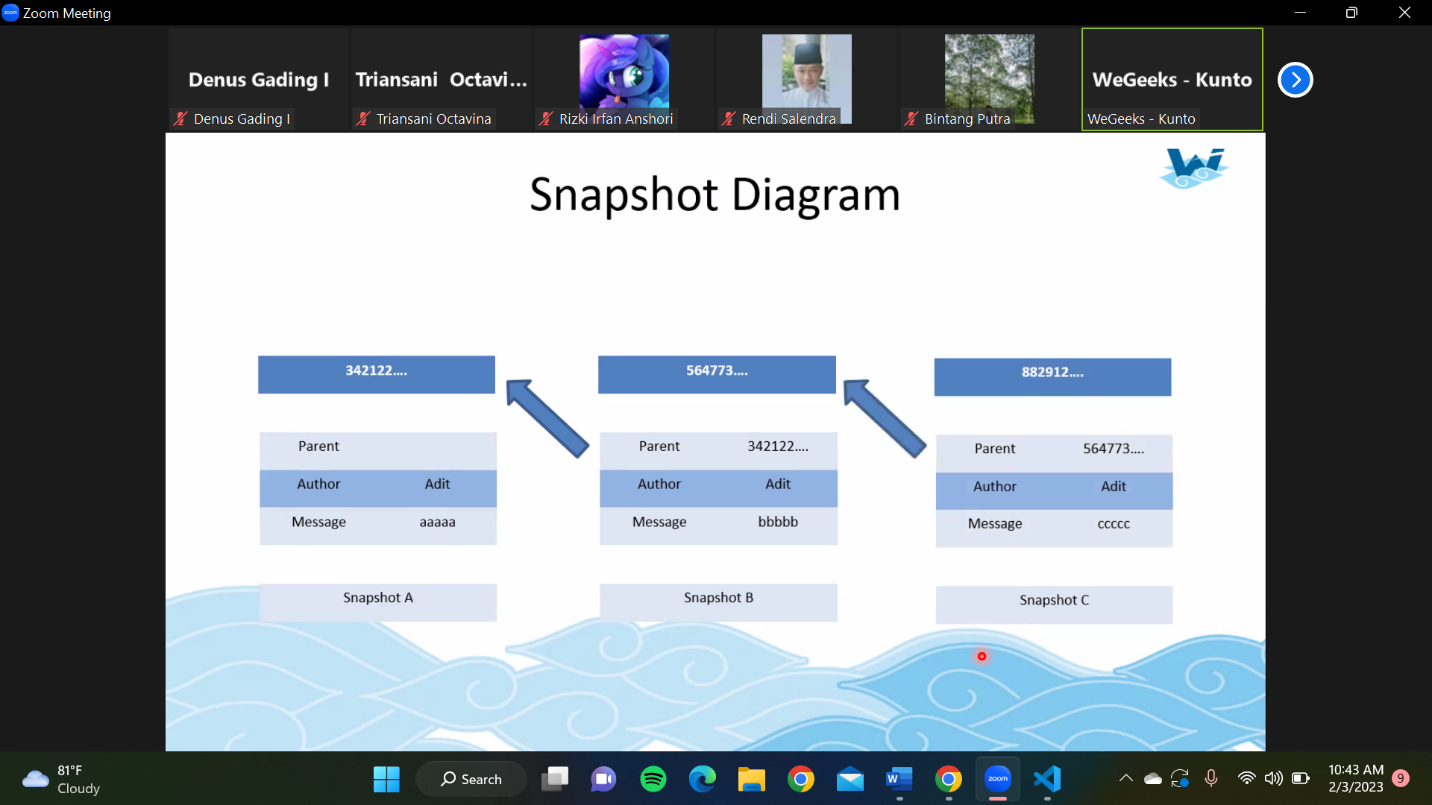 Zoom Meeting
Denus Gading I
Triansani Octavi...
WeGeeks - Kunto
Denus Gading I
Triansani Octavina
Rizki Irfan Anshori
Rendi Salendra
Bintang Putra
WeGeeks - Kunto
Snapshot Diagram
342122....
564773....
882912....
Parent
Author Adit
Message aaaaa
Snapshot A
Parent 342122....
Author Adit
Message bbbbb
Snapshot B
Parent 564773....
Author Adit
Message ccccc
Snapshot C
81°F
Cloudy
Search
zoom
10:43 AM
2/3/2023
9